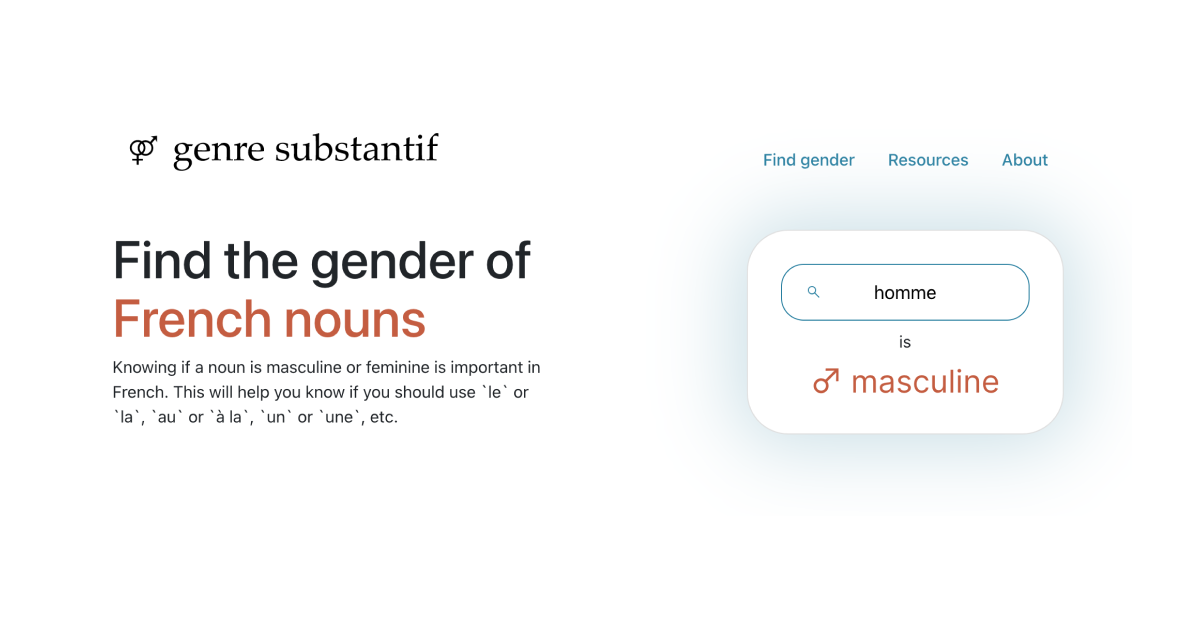 ⚤ genre substantif
Find gender Resources About
Find the gender of
French nouns
Knowing if a noun is masculine or feminine is important in
French. This will help you know if you should use `le` or
`la`, `au` or `à la`, `un` or `une`, etc.
homme
is
♂ masculine